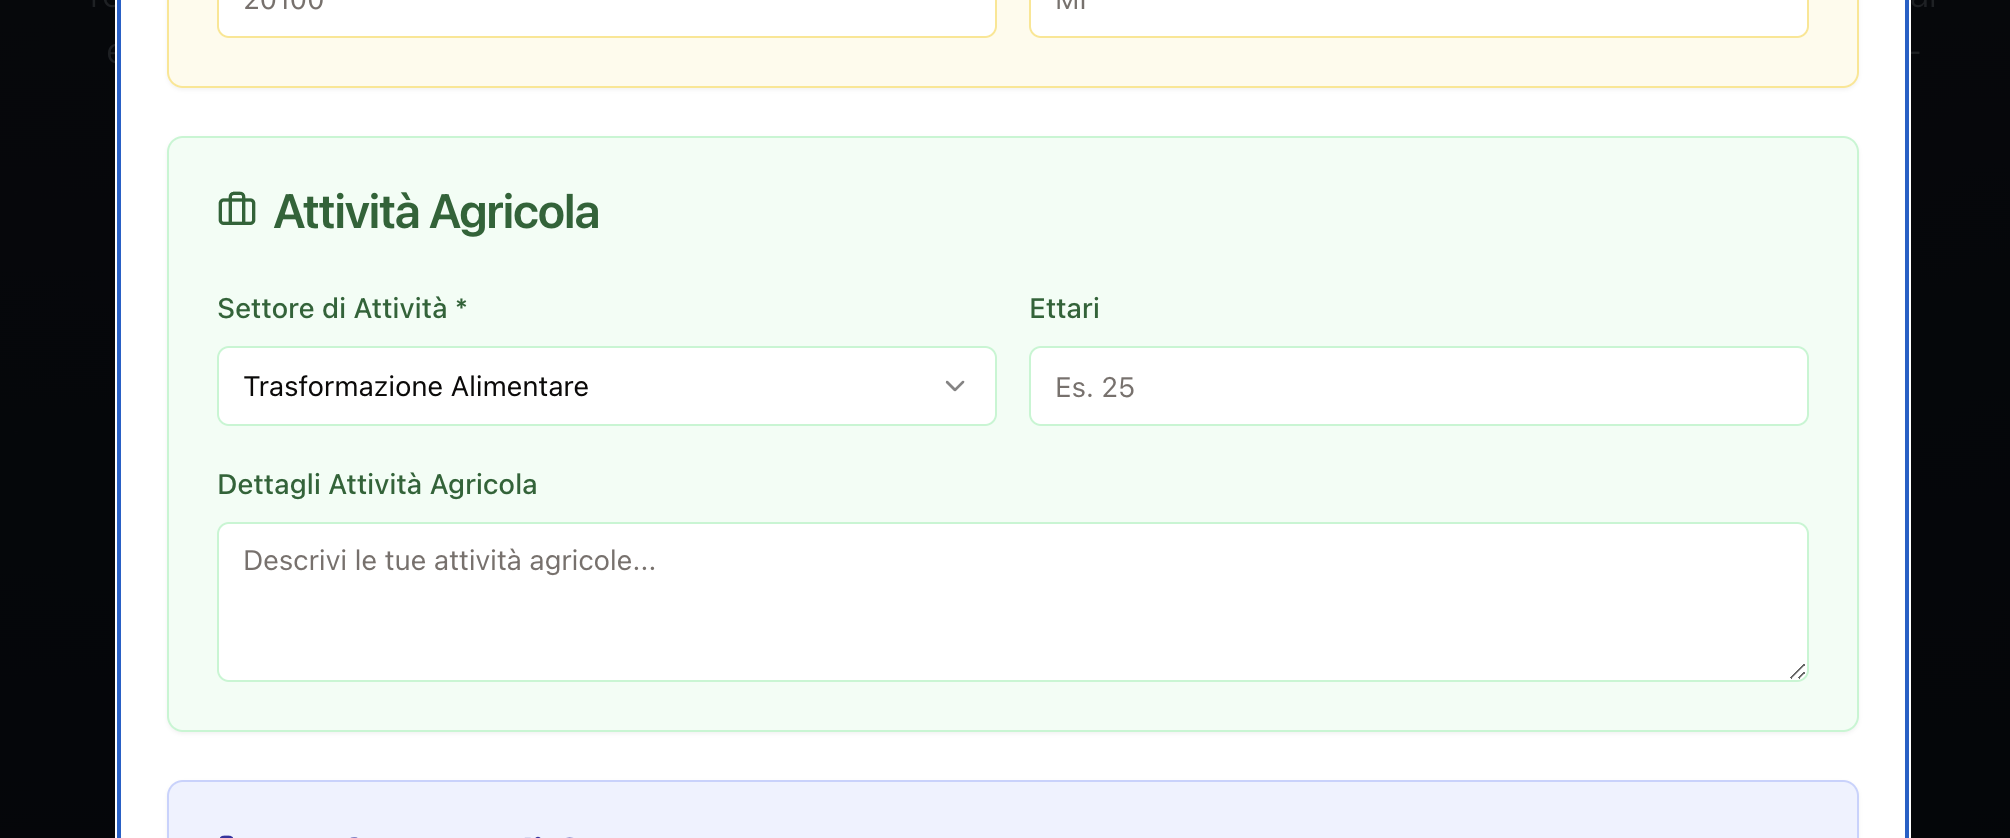 20100
MI
Attività Agricola
Settore di Attività *
Ettari
Trasformazione Alimentare
Es. 25
Dettagli Attività Agricola
Descrivi le tue attività agricole...